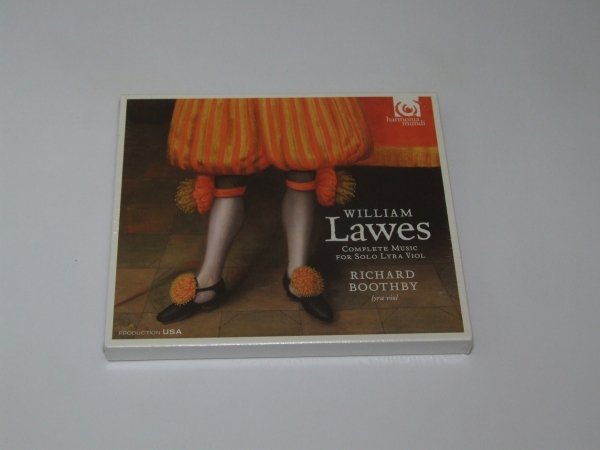 harmonia
mundi
WILLIAM
Lawes
COMPLETE MUSIC
FOR SOLO LYRA VIOL
RICHARD
BOOTHBY
lyra viol
PRODUCTION USA